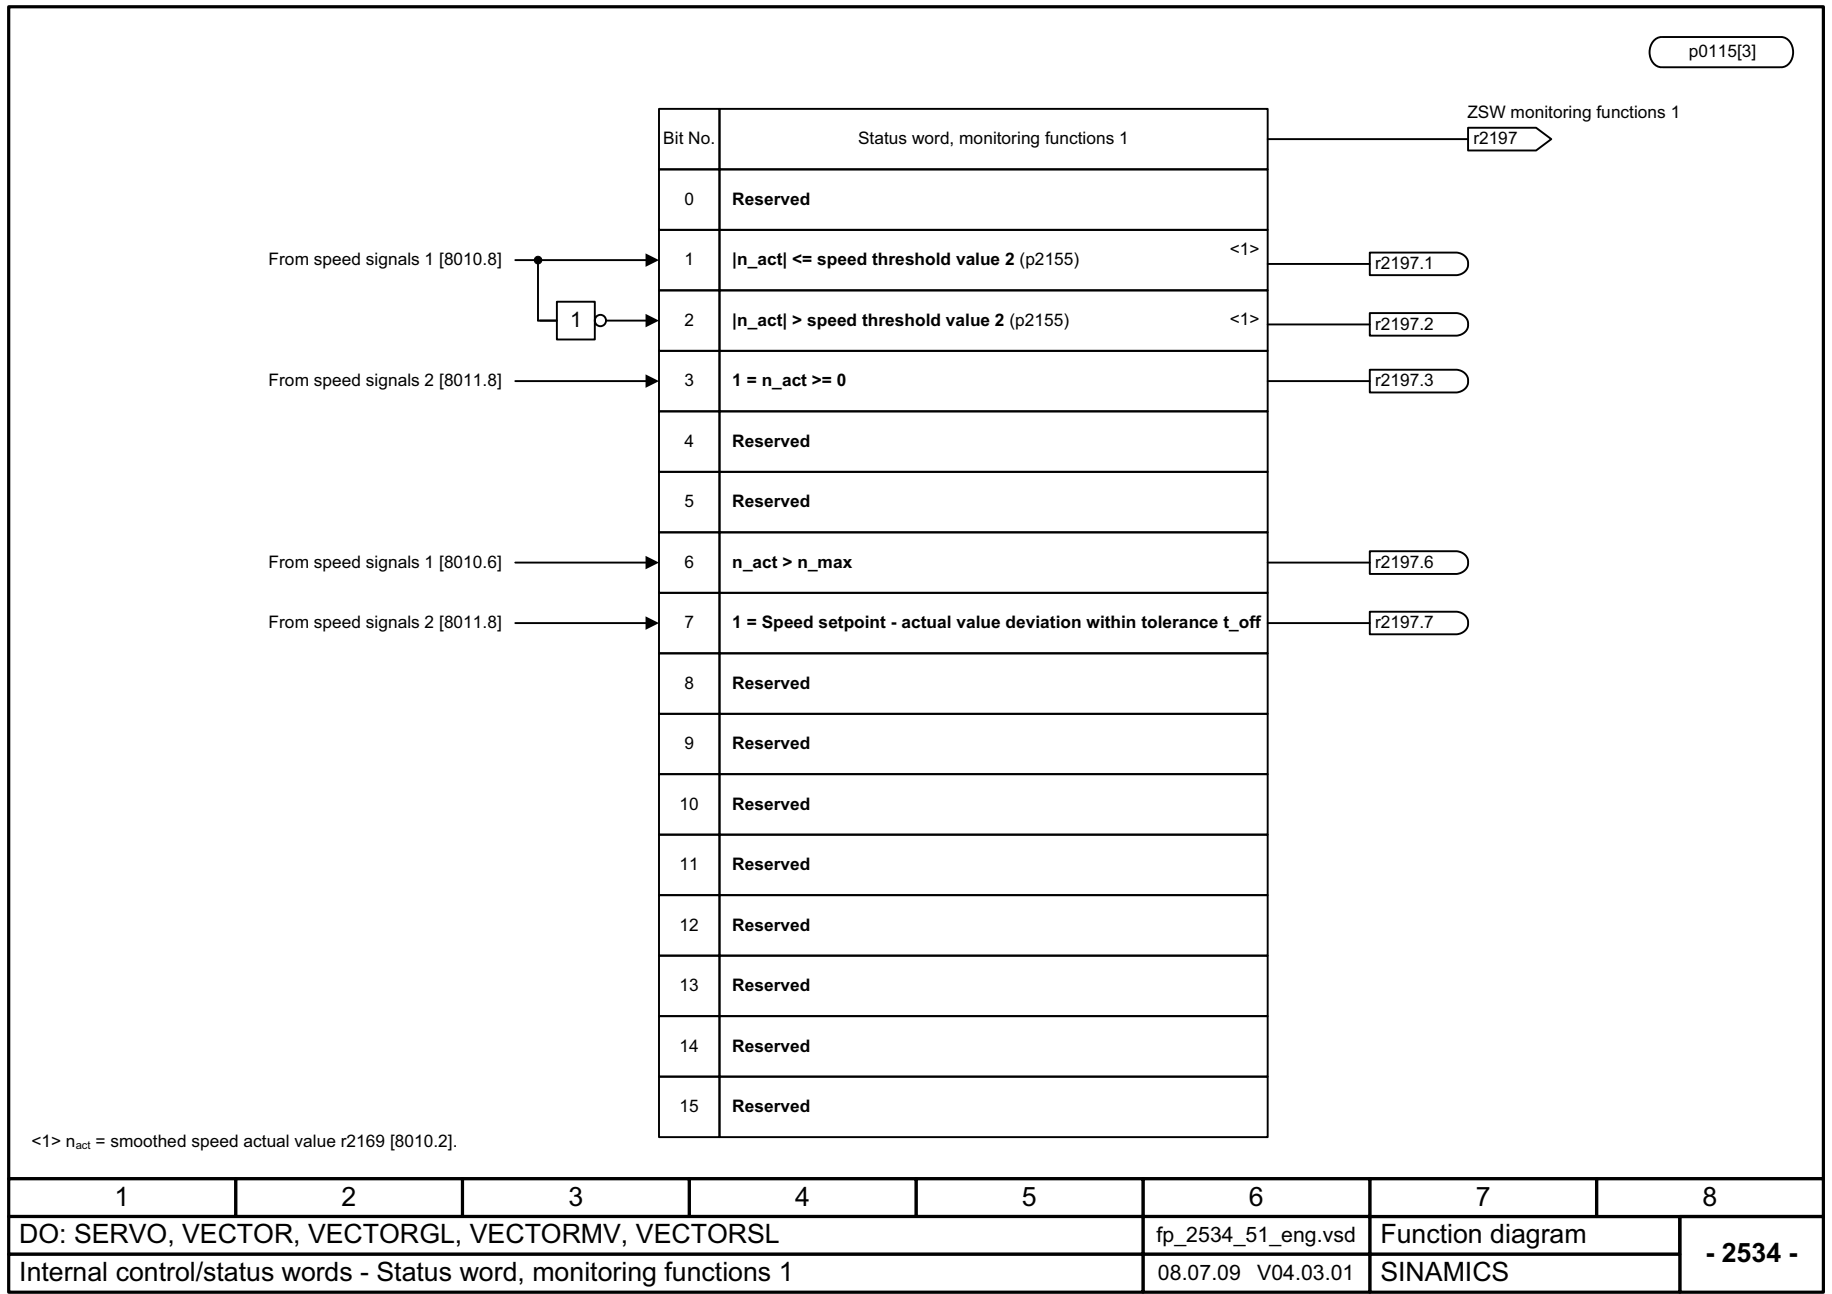 p0115[3]
ZSW monitoring functions 1
Bit No. Status word, monitoring functions 1 r2197
0 Reserved
From speed signals 1 [8010.8] 1 |n_act| <= speed threshold value 2 (p2155) <1> r2197.1
1 2 |n_act| > speed threshold value 2 (p2155) <1> r2197.2
From speed signals 2 [8011.8] 3 1 = n_act >= 0 r2197.3
4 Reserved
5 Reserved
From speed signals 1 [8010.6] 6 n_act > n_max r2197.6
From speed signals 2 [8011.8] 7 1 = Speed setpoint - actual value deviation within tolerance t_off r2197.7
8 Reserved
9 Reserved
10 Reserved
11 Reserved
12 Reserved
13 Reserved
14 Reserved
15 Reserved
<1> nact = smoothed speed actual value r2169 [8010.2].
1 2 3 4 5 6 7 8
DO: SERVO, VECTOR, VECTORGL, VECTORMV, VECTORSL fp_2534_51_eng.vsd Function diagram
- 2534 -
Internal control/status words - Status word, monitoring functions 1 08.07.09 V04.03.01 SINAMICS